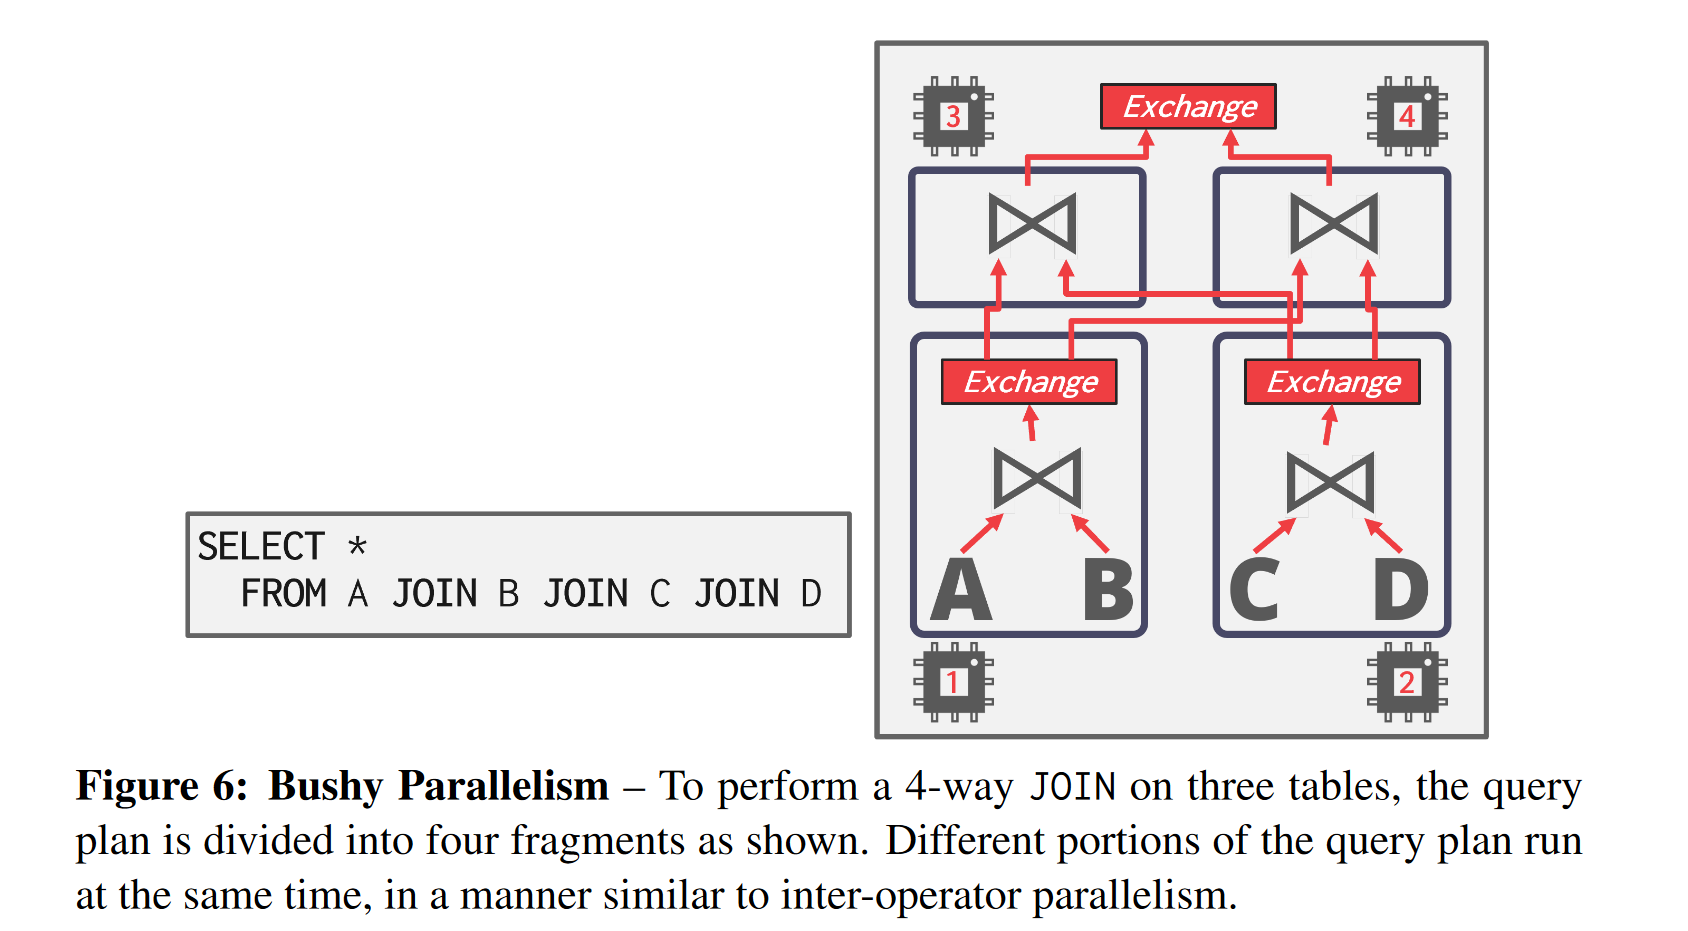 3
Exchange
4
Exchange
Exchange
A
B
C
D
1
2
SELECT *
FROM A JOIN B JOIN C JOIN D
Figure 6: Bushy Parallelism – To perform a 4-way JOIN on three tables, the query
plan is divided into four fragments as shown. Different portions of the query plan run
at the same time, in a manner similar to inter-operator parallelism.